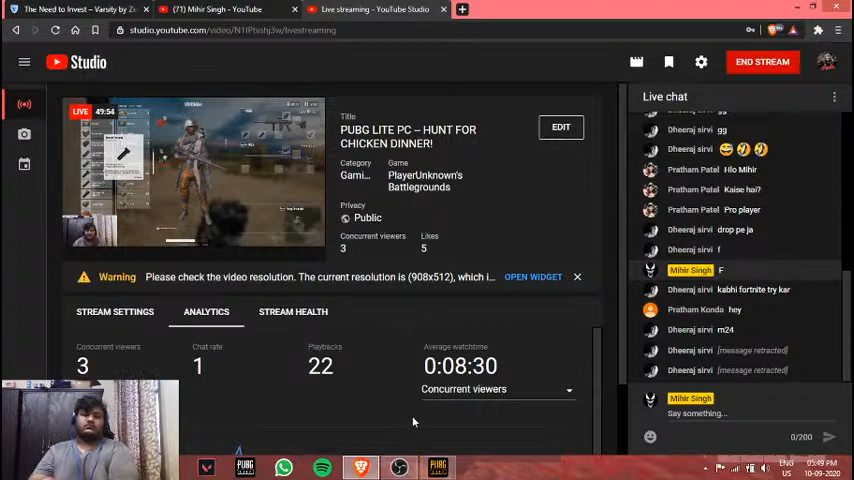 The Need to Invest – Varsity by Ze
(71) Mihir Singh - YouTube
Live streaming - YouTube Studio
studio.youtube.com/video/N1IPtvshj3w/livestreaming
Studio
END STREAM
LIVE 49:58
Title
PUBG LITE PC – HUNT FOR
CHICKEN DINNER!
EDIT
Category
Game
Gami...
PlayerUnknown's
Battlegrounds
Privacy
Public
Concurrent viewers
Likes
3
5
Warning Please check the video resolution. The current resolution is (908x512), which i... OPEN WIDGET
STREAM SETTINGS
ANALYTICS
STREAM HEALTH
Concurrent viewers
Chat rate
Playbacks
Average watchtime
3
1
22
0:08:30
Concurrent viewers
Live chat
Dheeraj sirvi gg
Dheeraj sirvi gg
Dheeraj sirvi 😅🤣🤣
Pratham Patel Hlo Mihir
Pratham Patel Kaise hai?
Pratham Patel Pro player
Dheeraj sirvi drop pe ja
Dheeraj sirvi f
Mihir Singh F
Dheeraj sirvi kabhi fortnite try kar
Pratham Konda hey
Dheeraj sirvi m24
Dheeraj sirvi [message retracted]
Dheeraj sirvi [message retracted]
Mihir Singh
Say something...
0/200
PUBG
PUBG
ENG
US
05:49 PM
10-09-2020